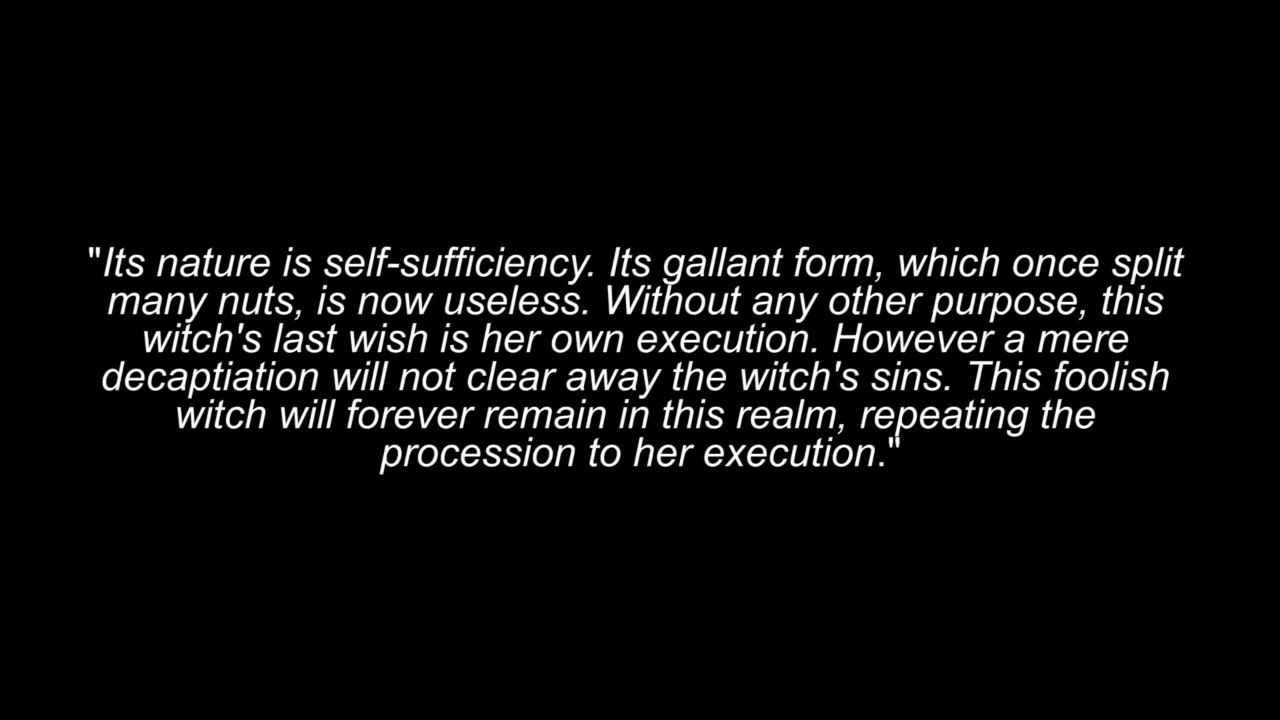 "Its nature is self-sufficiency. Its gallant form, which once split
many nuts, is now useless. Without any other purpose, this
witch's last wish is her own execution. However a mere
decaptiation will not clear away the witch's sins. This foolish
witch will forever remain in this realm, repeating the
procession to her execution."